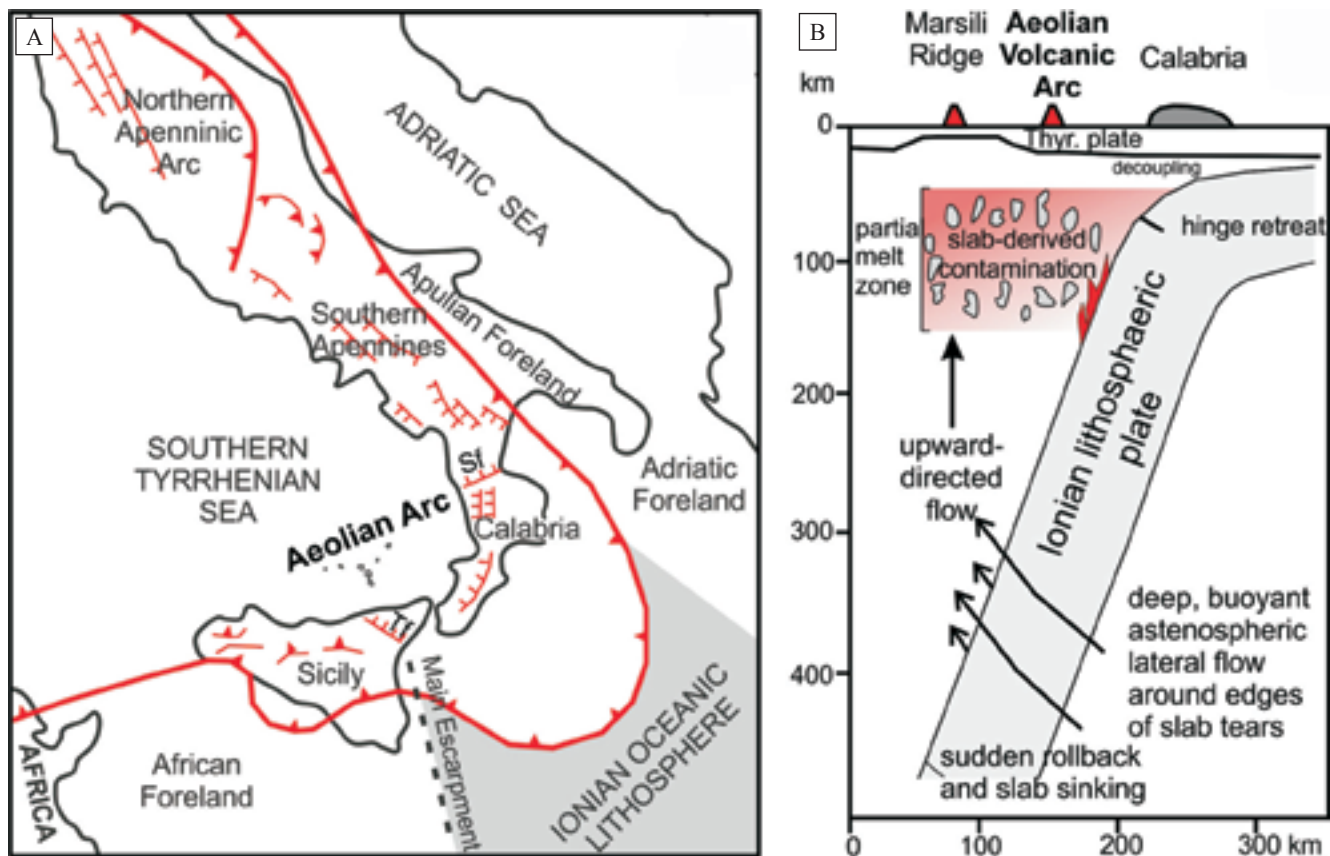 A
Northern
Apenninic
Arc
ADRIATIC SEA
Apulian Foreland
Southern
Apennines
SOUTHERN
TYRRHENIAN
SEA
Adriatic
Foreland
Sf
Calabria
Aeolian Arc
Tf
Sicily
Main Escarpment
AFRICA
African
Foreland
IONIAN OCEANIC
LITHOSPHERE
B
Marsili
Ridge
Aeolian
Volcanic
Arc
Calabria
km
0
100
200
300
400
Thyr. plate
decoupling
partial
melt
zone
slab-derived
contamination
hinge retreat
Ionian lithosphaeric
plate
upward-
directed
flow
deep, buoyant
astenospheric
lateral flow
around edges
of slab tears
sudden rollback
and slab sinking
0
100
200
300 km